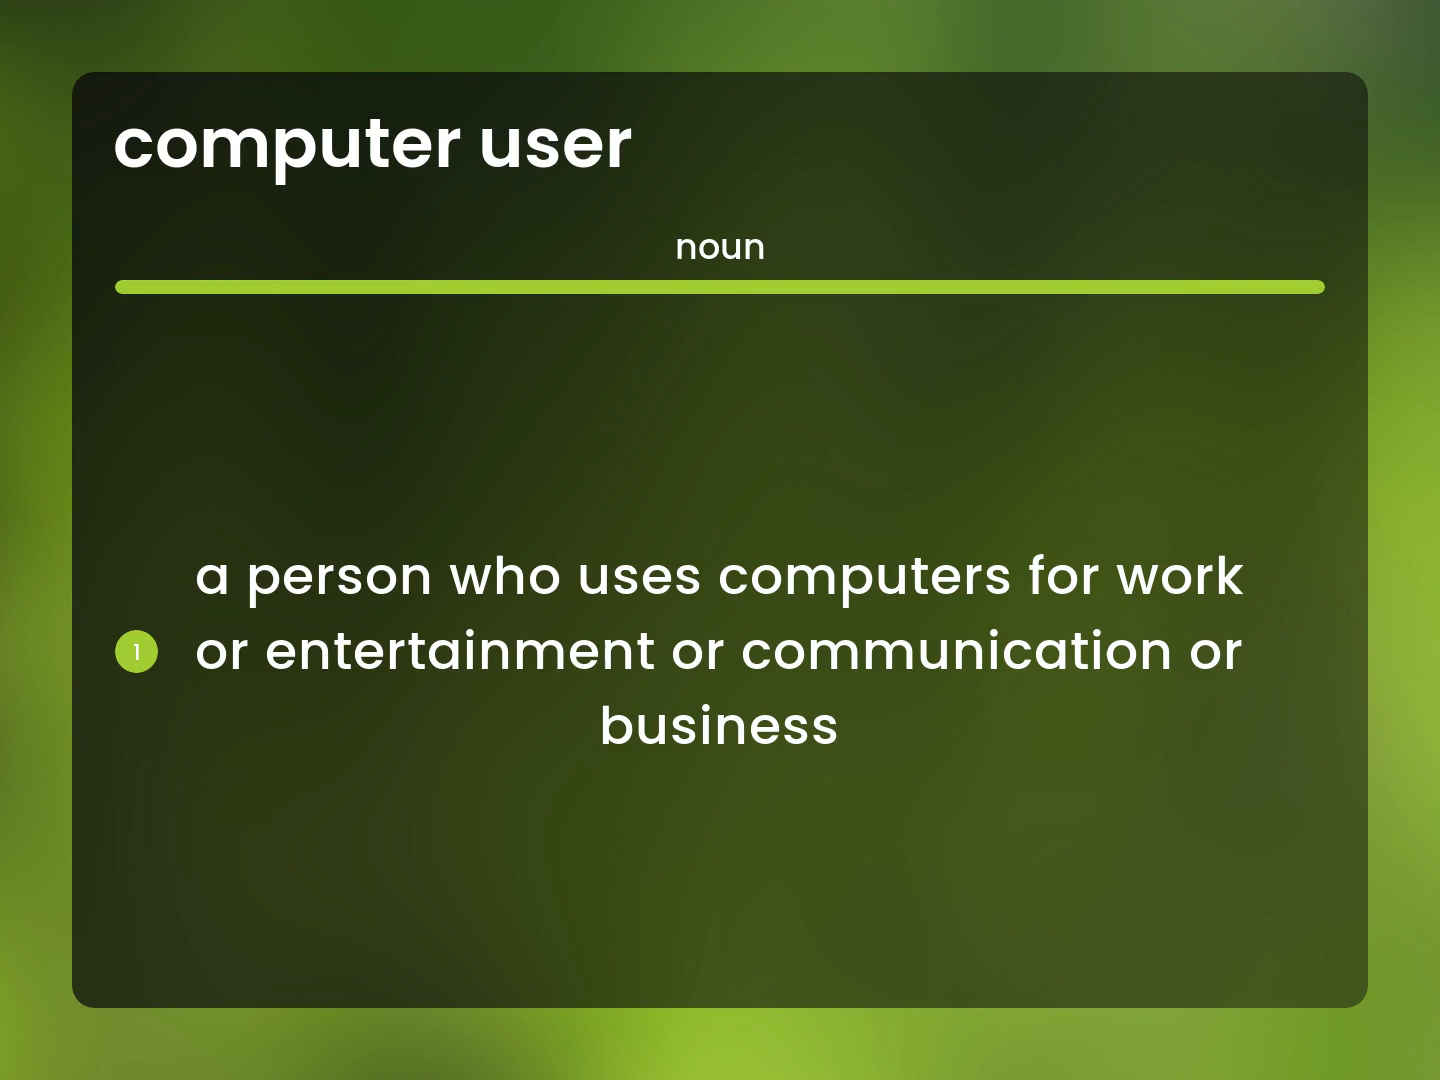 computer user
noun
a person who uses computers for work
1 or entertainment or communication or
business